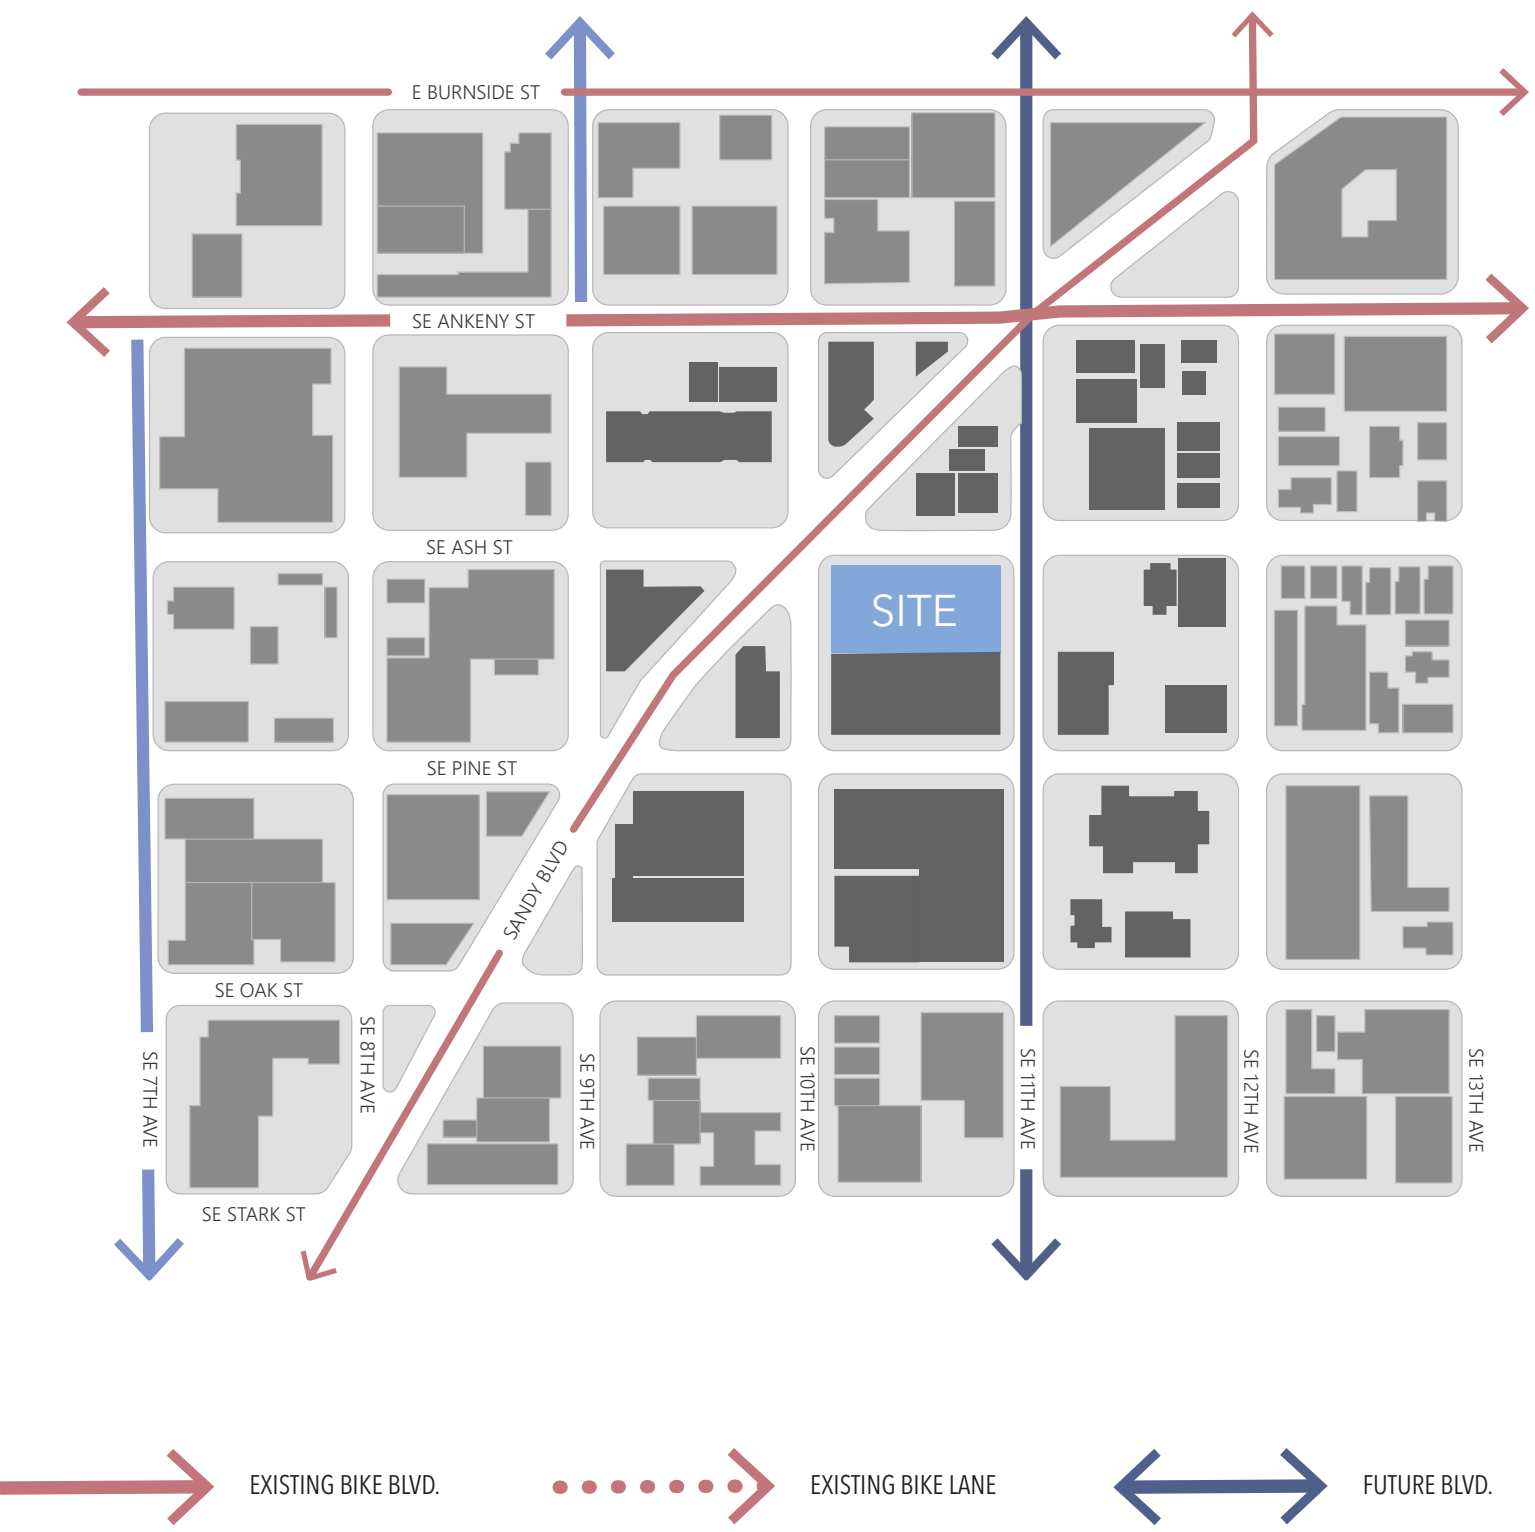 E BURNSIDE ST
SE ANKENY ST
SE ASH ST
SITE
SE PINE ST
SANDY BLVD
SE OAK ST
SE 7TH AVE
SE 8TH AVE
SE 9TH AVE
SE 10TH AVE
SE 11TH AVE
SE 12TH AVE
SE 13TH AVE
SE STARK ST
EXISTING BIKE BLVD.
EXISTING BIKE LANE
FUTURE BLVD.